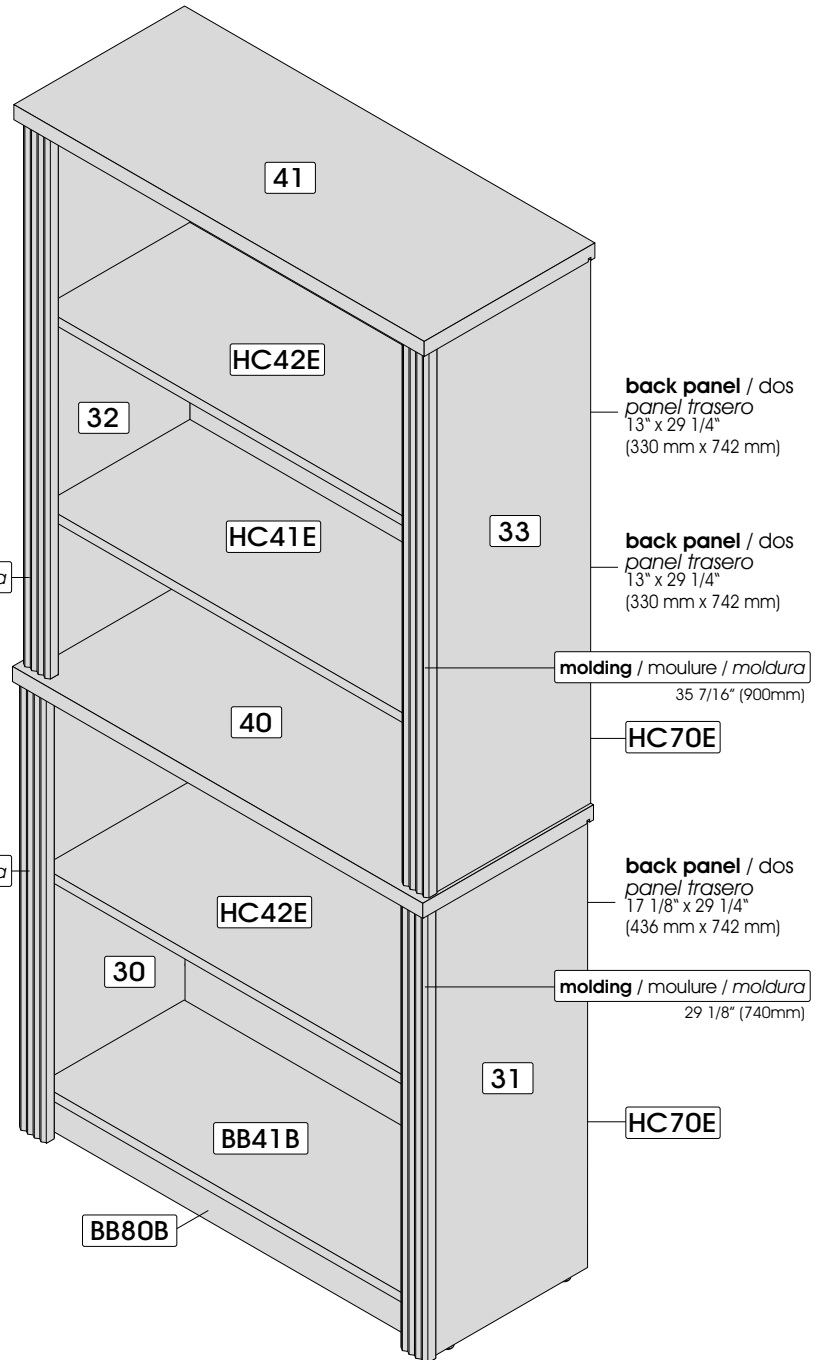 41
HC42E
back panel / dos
panel trasero
13“ x 29 1/4“
(330 mm x 742 mm)
32
HC41E
33
back panel / dos
panel trasero
13“ x 29 1/4“
(330 mm x 742 mm)
a
molding / moulure / moldura
35 7/16” (900mm)
40
HC70E
back panel / dos
panel trasero
17 1/8“ x 29 1/4“
(436 mm x 742 mm)
a
HC42E
30
molding / moulure / moldura
29 1/8” (740mm)
31
HC70E
BB41B
BB80B